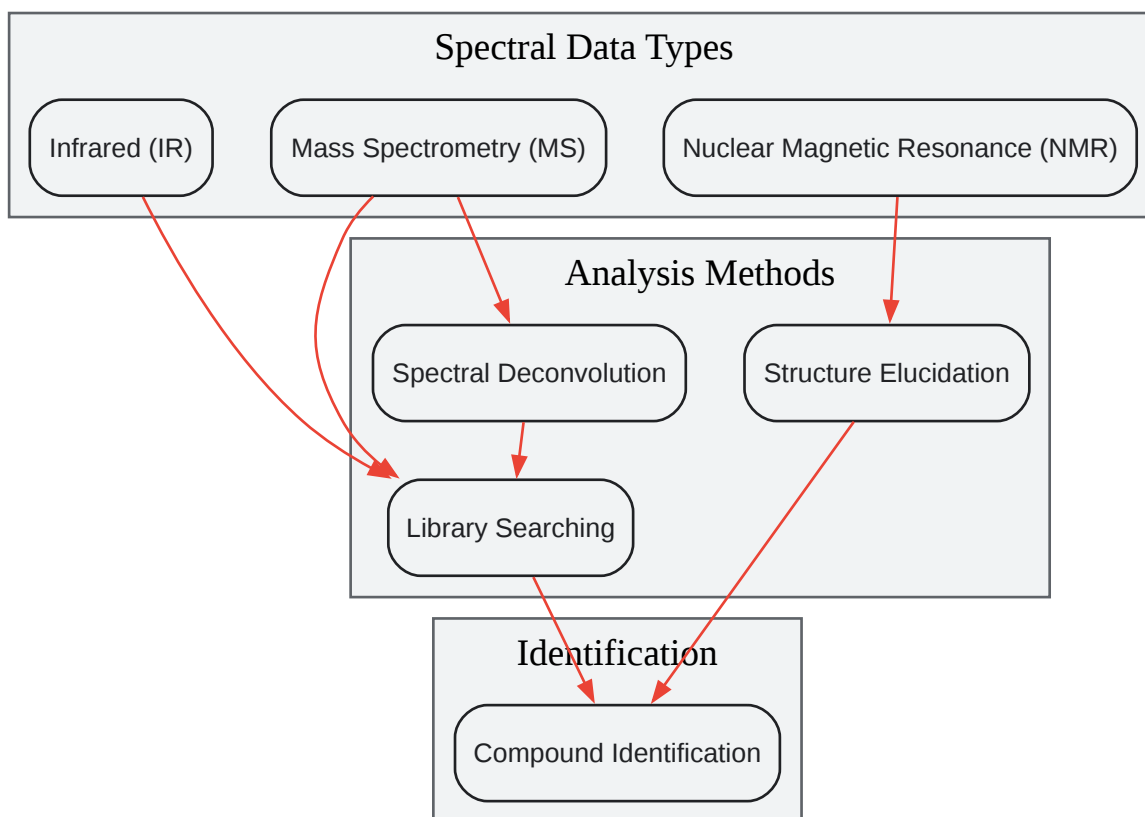 Spectral Data Types
Infrared (IR)
Mass Spectrometry (MS)
Nuclear Magnetic Resonance (NMR)
Analysis Methods
Spectral Deconvolution
Structure Elucidation
Library Searching
Identification
Compound Identification